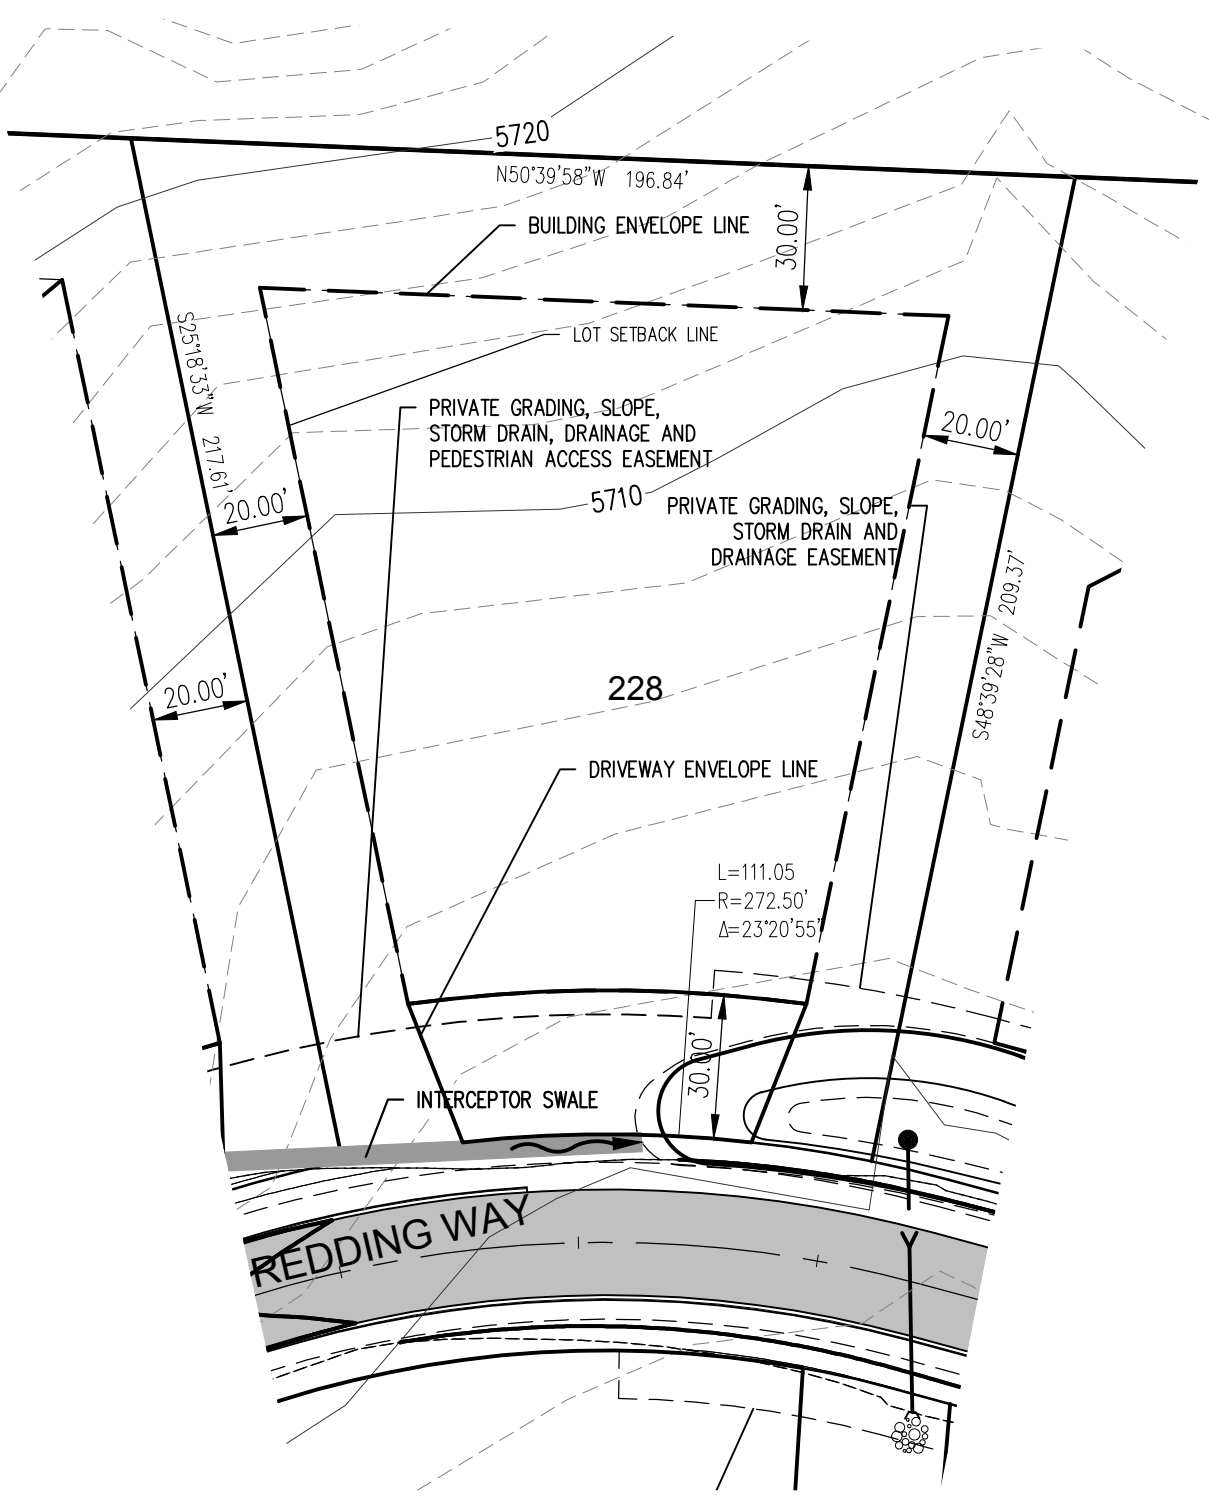 5720
N50°39'58"W 196.84'
BUILDING ENVELOPE LINE
30.00'
LOT SETBACK LINE
S25°18'33"W 217.61'
PRIVATE GRADING, SLOPE,
STORM DRAIN, DRAINAGE AND
PEDESTRIAN ACCESS EASEMENT
20.00'
20.00'
5710
PRIVATE GRADING, SLOPE,
STORM DRAIN AND
DRAINAGE EASEMENT
S48°39'28"W 209.37'
20.00'
228
DRIVEWAY ENVELOPE LINE
L=111.05
R=272.50'
Δ=23°20'55"
30.00'
INTERCEPTOR SWALE
REDDING WAY